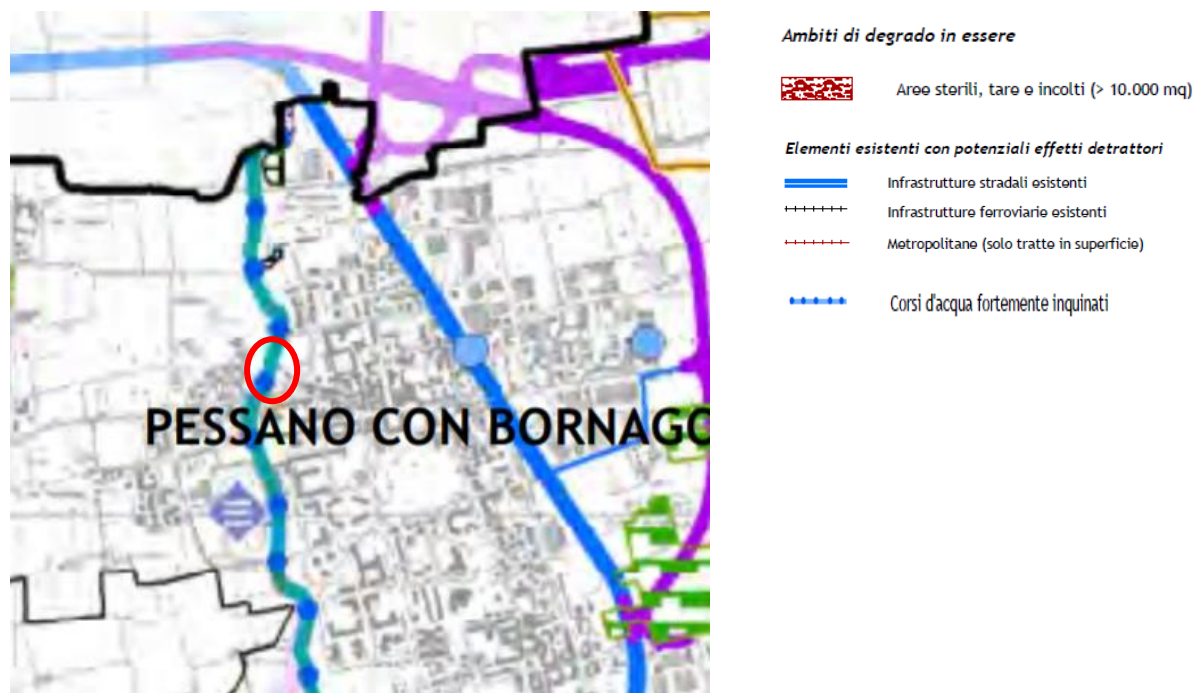 PESSANO CON BORNAGO
Ambiti di degrado in essere
Aree sterili, tare e incolti (> 10.000 mq)
Elementi esistenti con potenziali effetti detrattori
Infrastrutture stradali esistenti
Infrastrutture ferroviarie esistenti
Metropolitane (solo tratte in superficie)
Corsi d'acqua fortemente inquinati